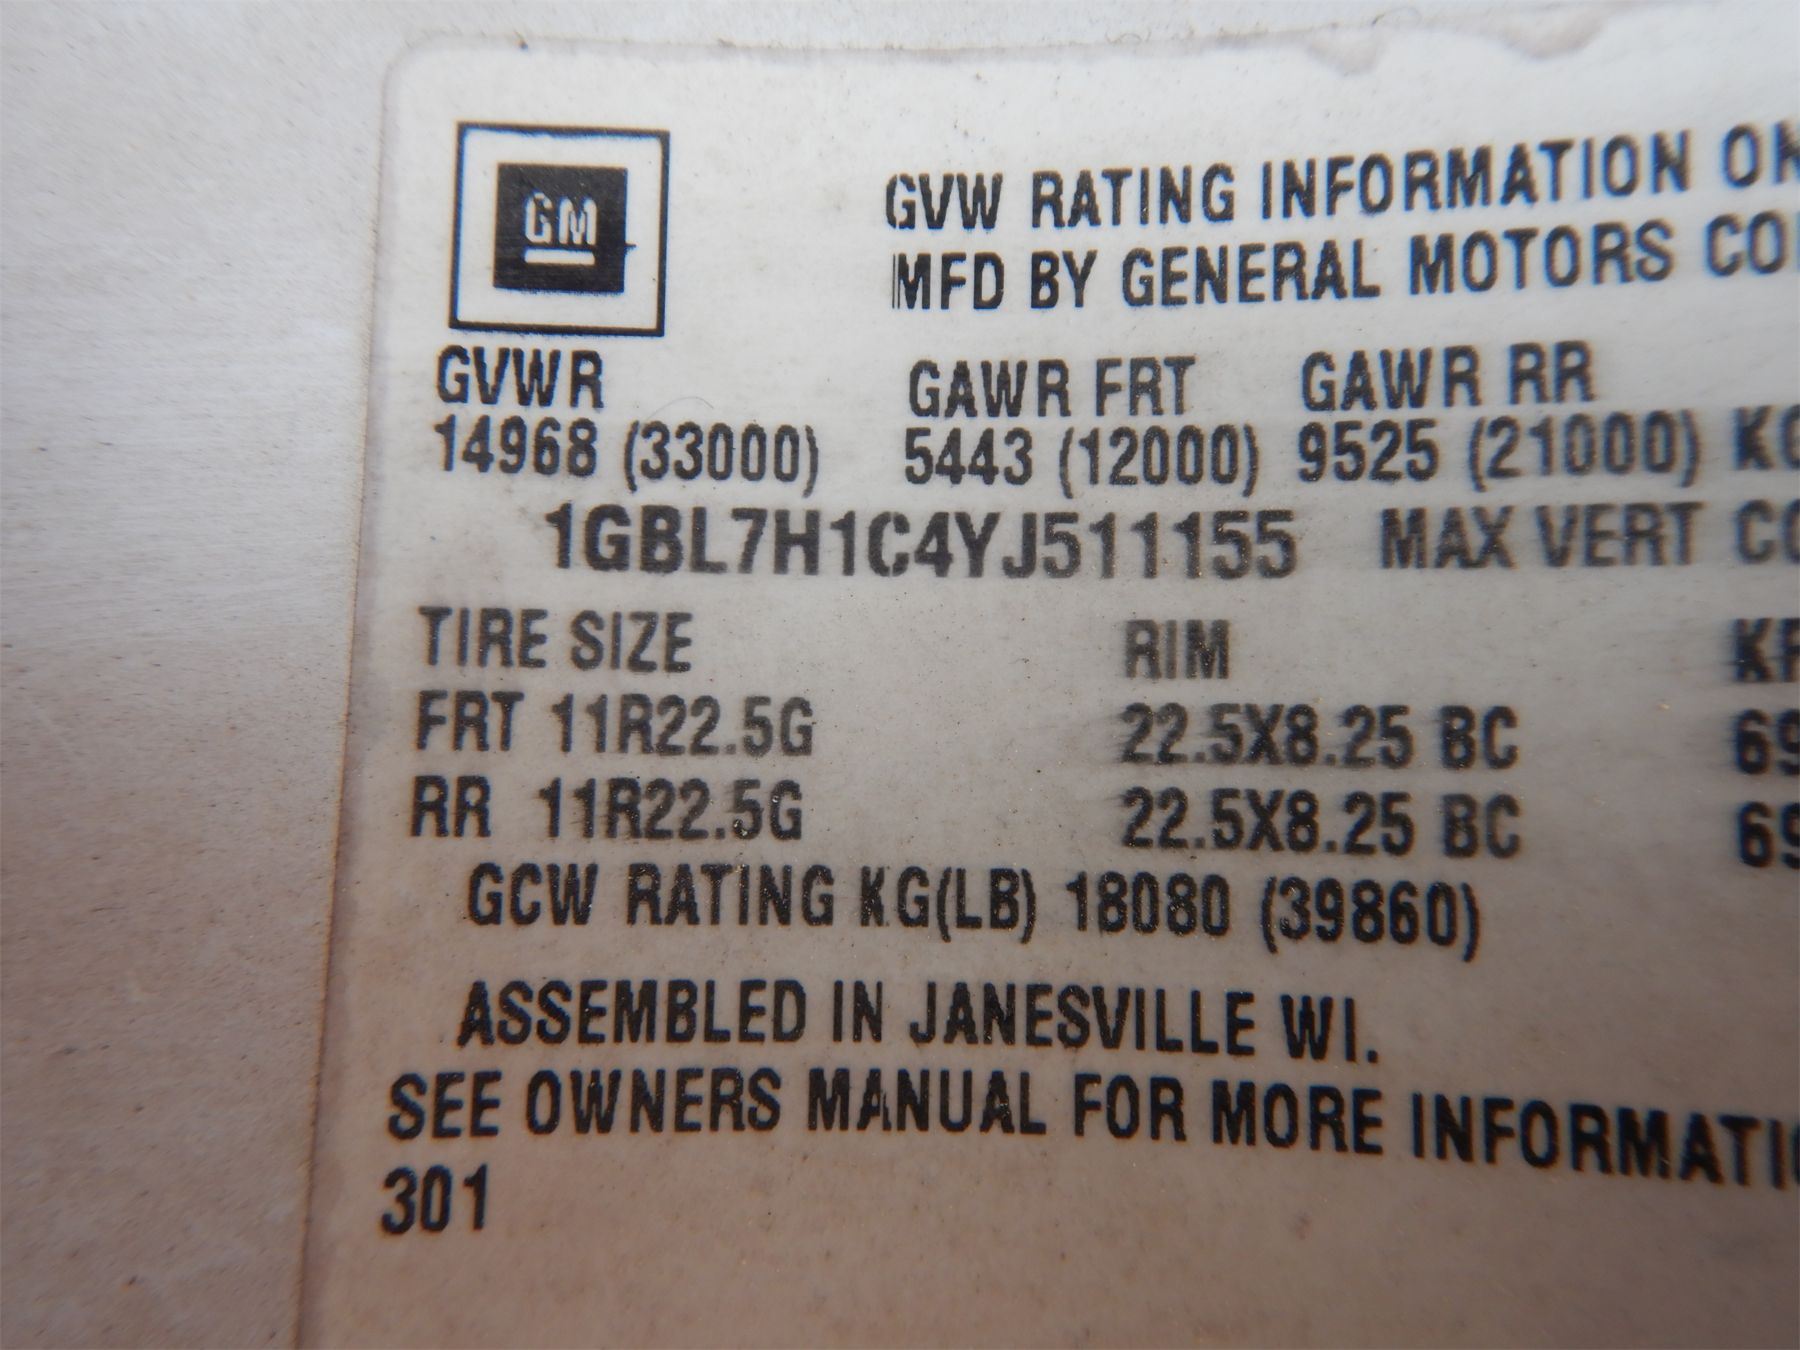 GM
GVW RATING INFORMATION
MFD BY GENERAL MOTORS
GVWR GAWR FRT GAWR RR
14968 (33000) 5443 (12000) 9525 (21000)
1GBL7H1C4YJ511155 MAX VERT
TIRE SIZE RIM
FRT 11R22.5G 22.5X8.25 BC
RR 11R22.5G 22.5X8.25 BC
GCW RATING KG(LB) 18080 (39860)
ASSEMBLED IN JANESVILLE WI.
SEE OWNERS MANUAL FOR MORE
301